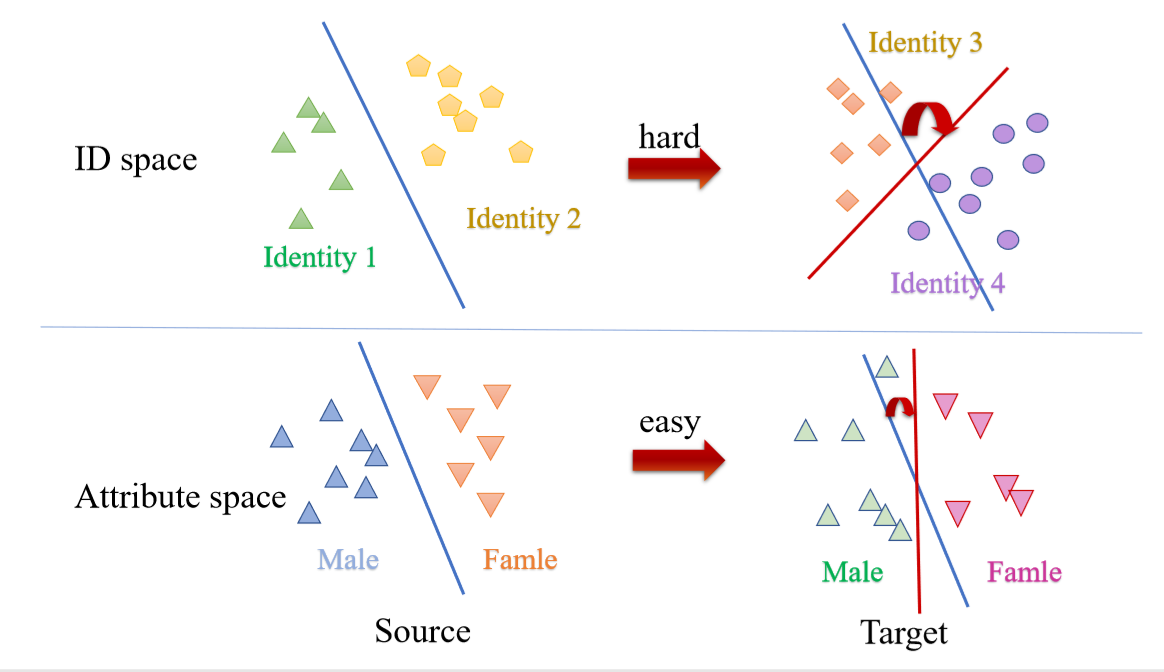 ID space
Identity 1
Identity 2
hard
Identity 3
Identity 4
Attribute space
Male
Famle
easy
Male
Famle
Source
Target